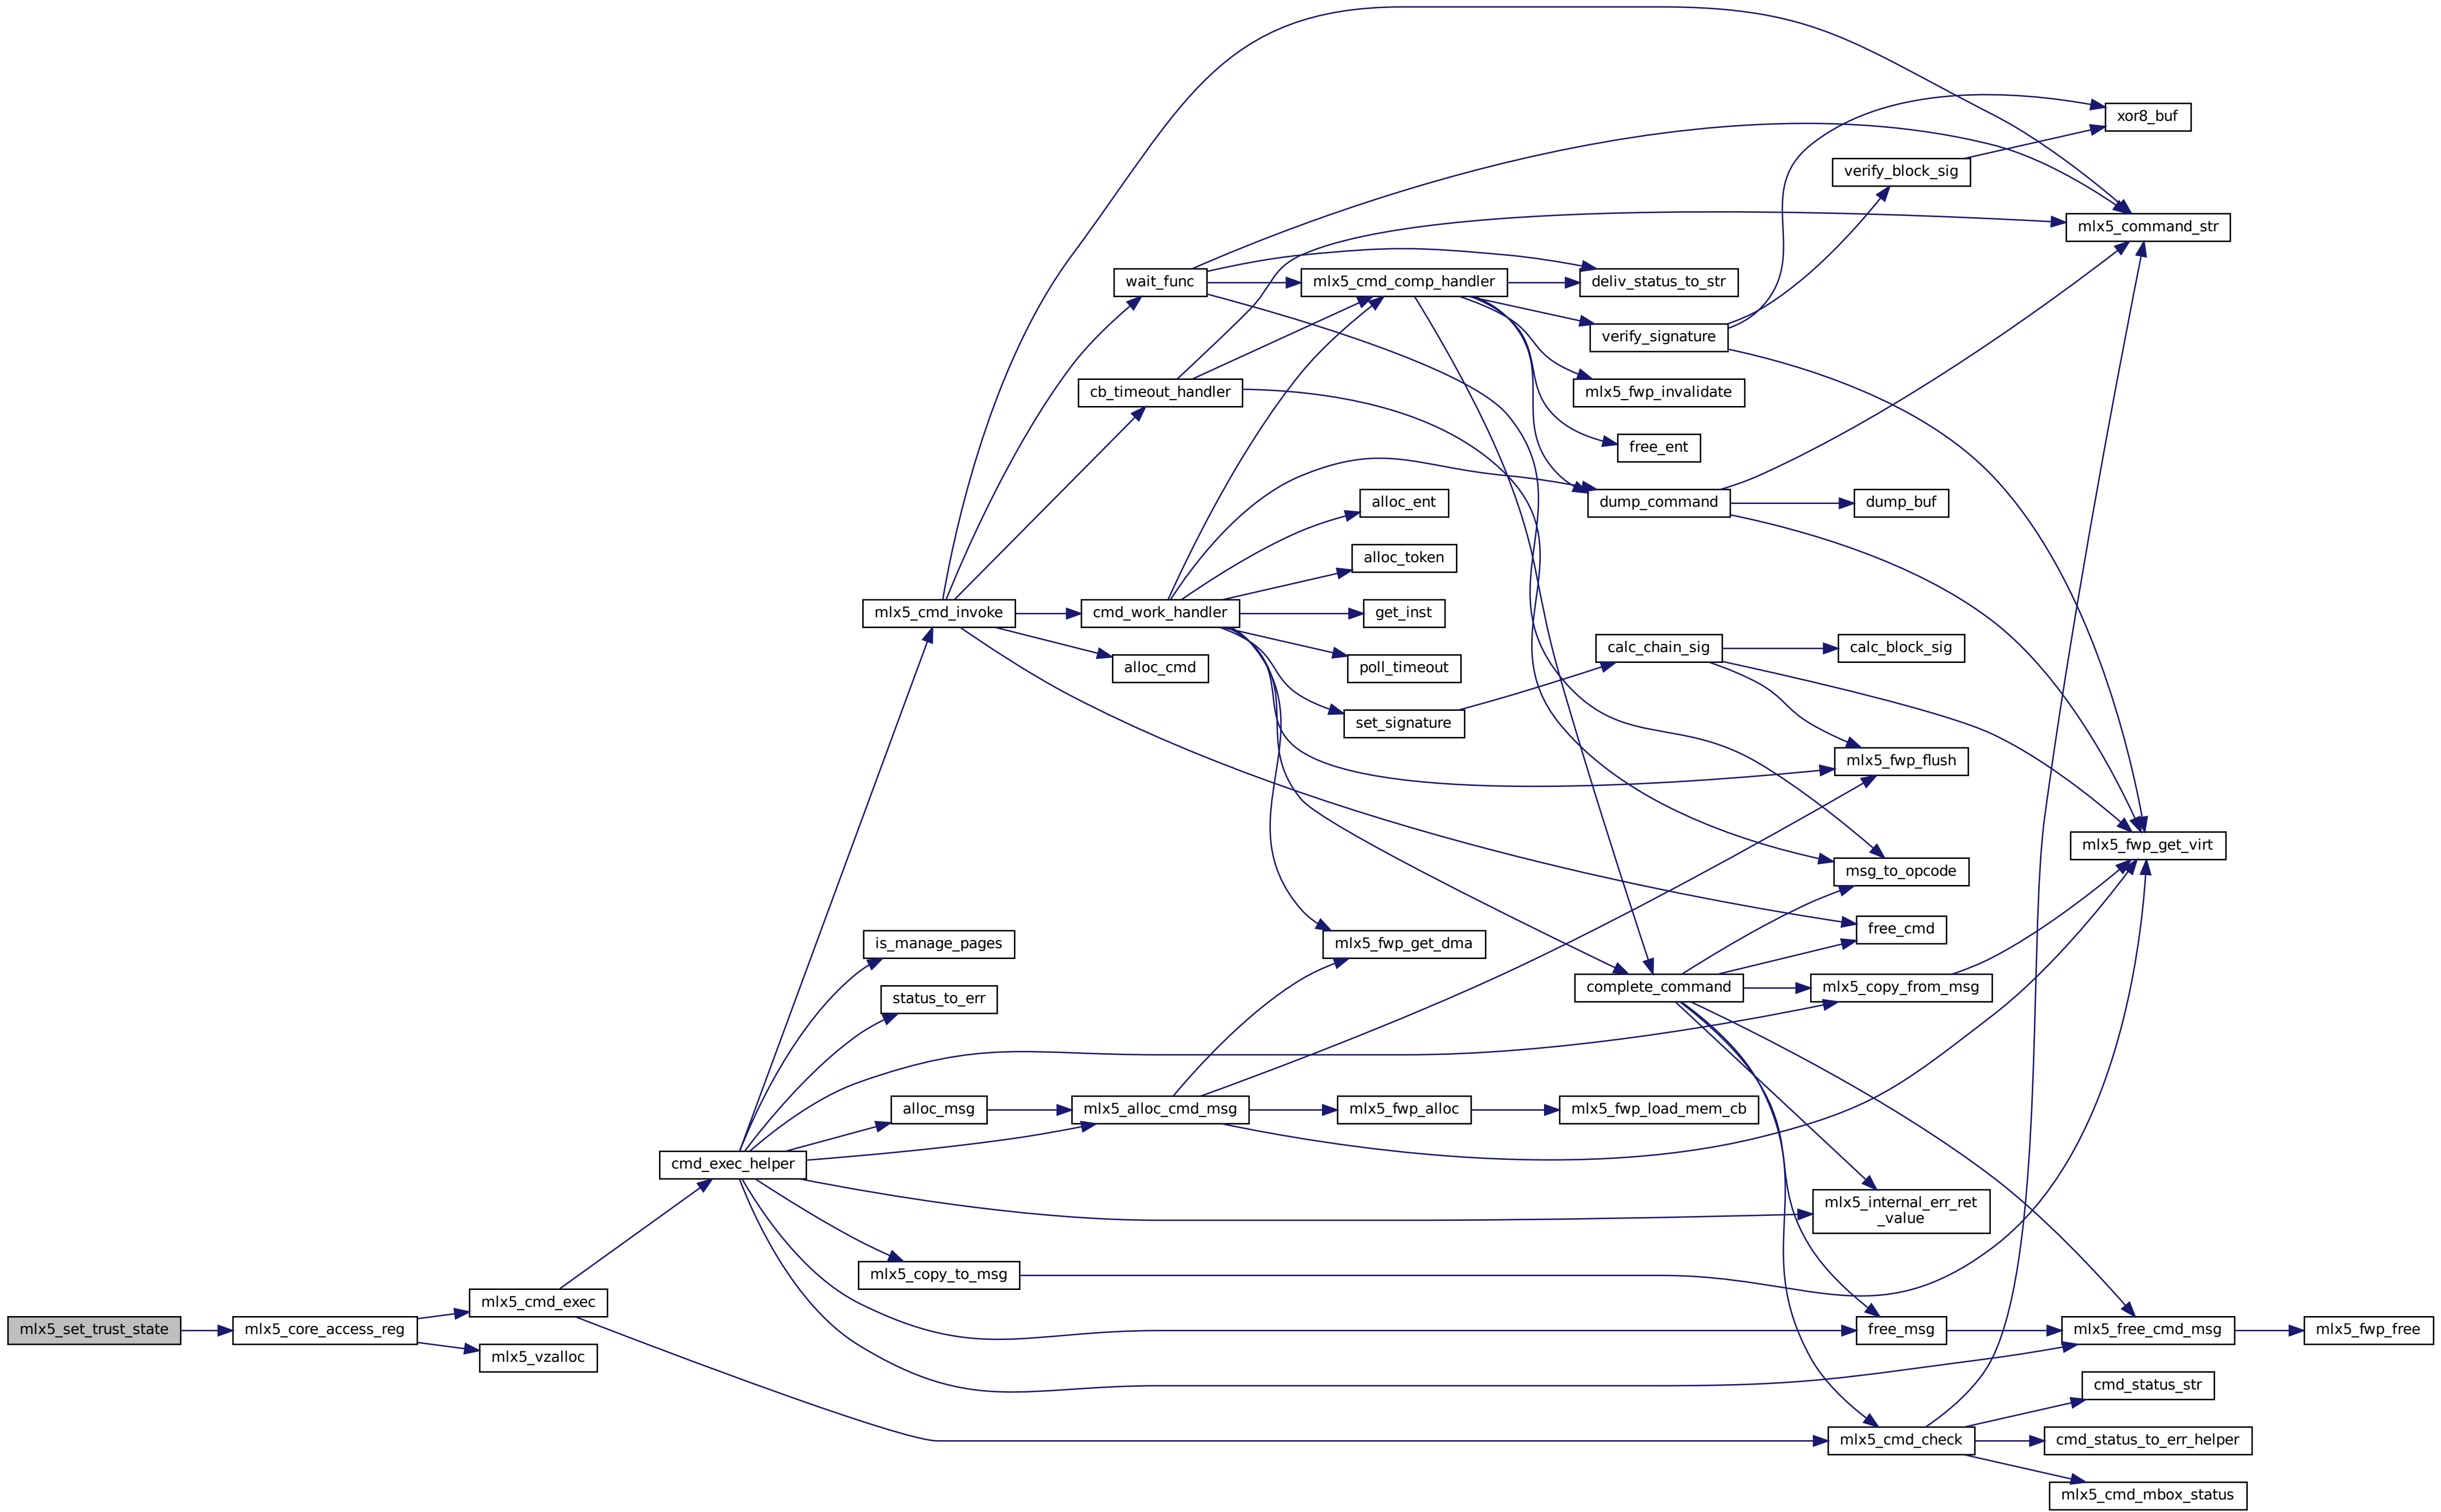 xor8_buf
verify_block_sig
mlx5_command_str
wait_func
mlx5_cmd_comp_handler
deliv_status_to_str
verify_signature
cb_timeout_handler
mlx5_fwp_invalidate
free_ent
alloc_ent
dump_command
dump_buf
alloc_token
mlx5_cmd_invoke
cmd_work_handler
get_inst
calc_chain_sig
calc_block_sig
alloc_cmd
poll_timeout
set_signature
mlx5_fwp_flush
mlx5_fwp_get_virt
msg_to_opcode
free_cmd
is_manage_pages
mlx5_fwp_get_dma
complete_command
mlx5_copy_from_msg
status_to_err
alloc_msg
mlx5_alloc_cmd_msg
mlx5_fwp_alloc
mlx5_fwp_load_mem_cb
cmd_exec_helper
mlx5_internal_err_ret
_value
mlx5_copy_to_msg
mlx5_cmd_exec
mlx5_set_trust_state
mlx5_core_access_reg
free_msg
mlx5_free_cmd_msg
mlx5_fwp_free
mlx5_vzalloc
cmd_status_str
mlx5_cmd_check
cmd_status_to_err_helper
mlx5_cmd_mbox_status